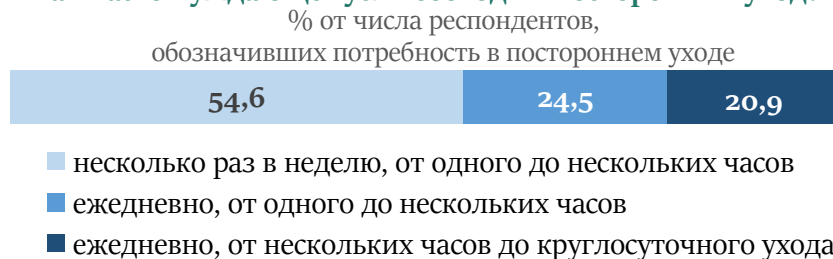 % от числа респондентов,
обозначивших потребность в постороннем уходе
54,6 24,5 20,9
несколько раз в неделю, от одного до нескольких часов
ежедневно, от одного до нескольких часов
ежедневно, от нескольких часов до круглосуточного ухода